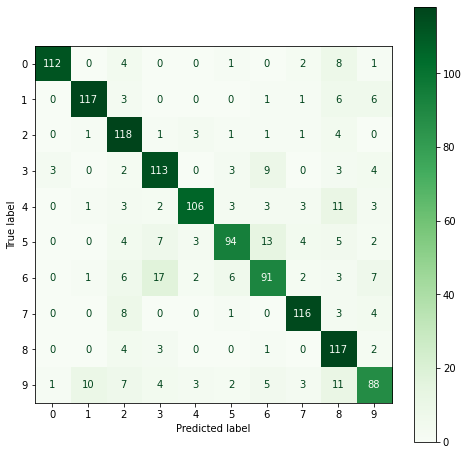 0 112 0 4 0 0 1 0 2 8 1
1 0 117 3 0 0 0 1 1 6 6
2 0 1 118 1 3 1 1 1 4 0
3 3 0 2 113 0 3 9 0 3 4
4 0 1 3 2 106 3 3 3 11 3
5 0 0 4 7 3 94 13 4 5 2
6 0 1 6 17 2 6 91 2 3 7
7 0 0 8 0 0 1 0 116 3 4
8 0 0 4 3 0 0 1 0 117 2
9 1 10 7 4 3 2 5 3 11 88
0 1 2 3 4 5 6 7 8 9
Predicted label
True label
100
80
60
40
20
0